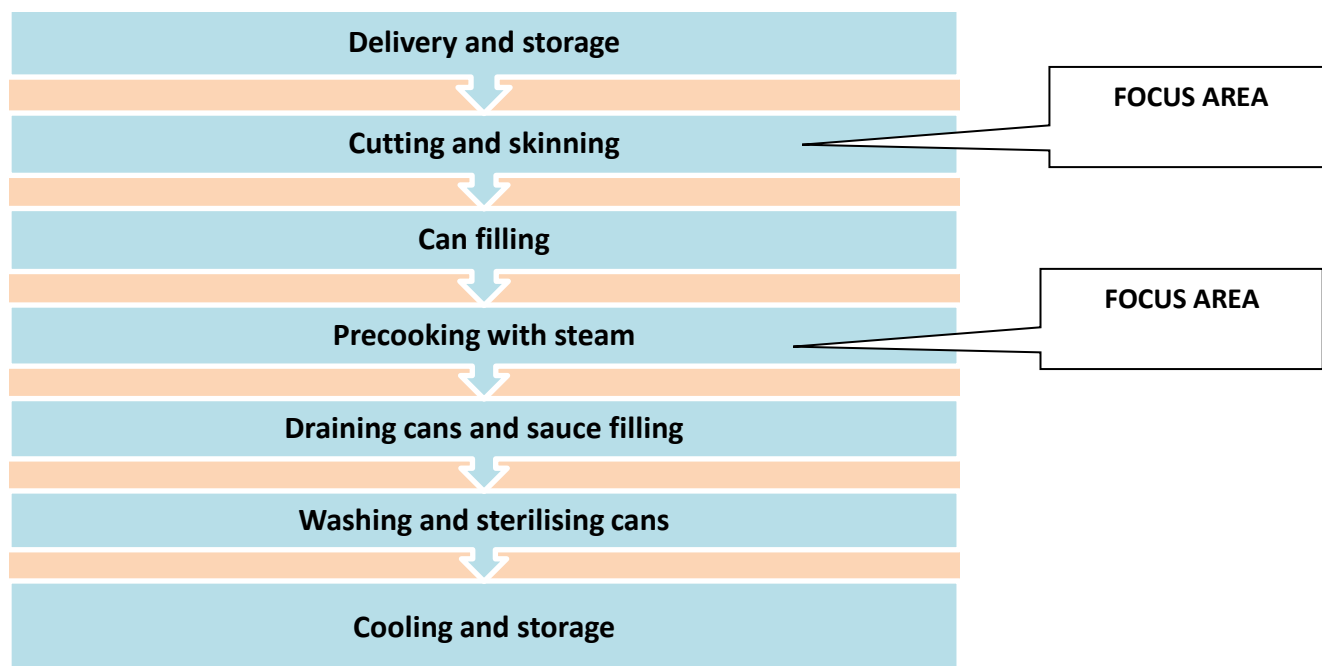 Delivery and storage
FOCUS AREA
Cutting and skinning
Can filling
FOCUS AREA
Precooking with steam
Draining cans and sauce filling
Washing and sterilising cans
Cooling and storage